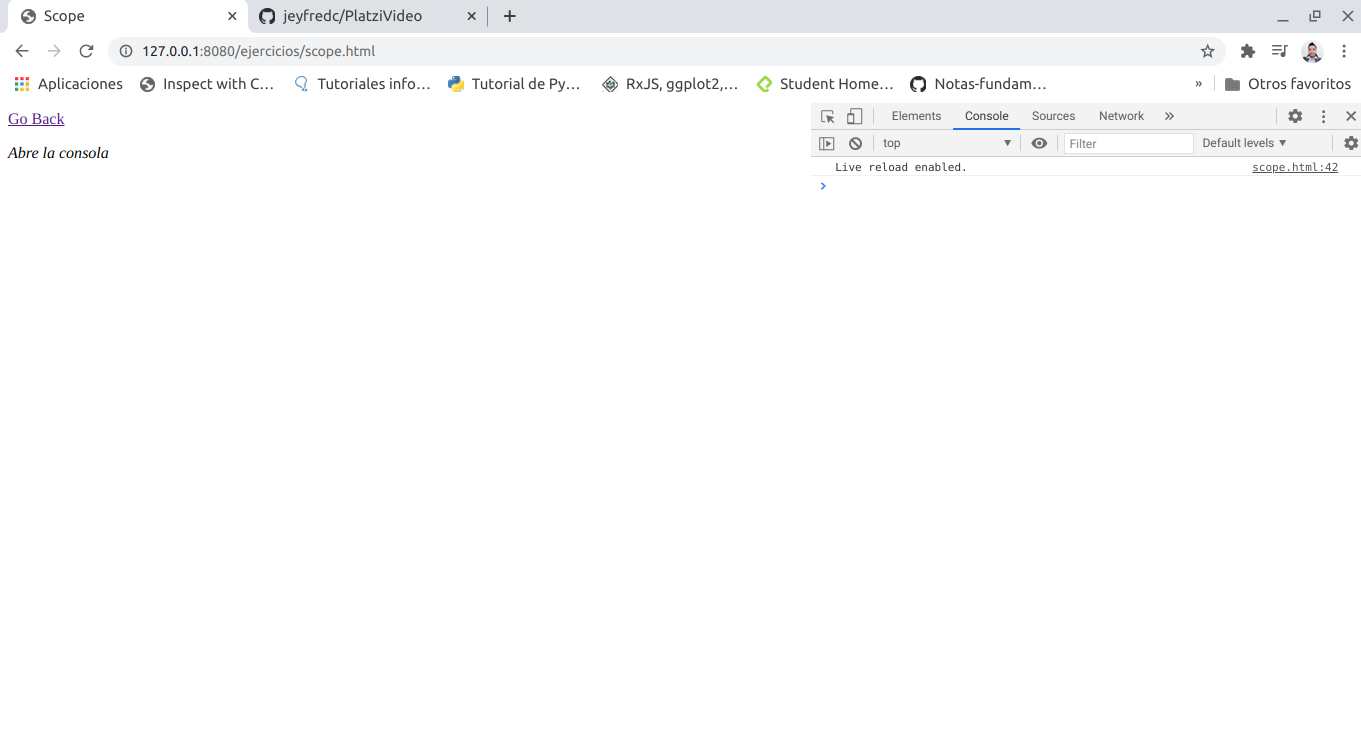 Scope
jeyfredc/PlatziVideo
127.0.0.1:8080/ejercicios/scope.html
Aplicaciones Inspect with C... Tutoriales info... Tutorial de Py... RxJS, ggplot2,... Student Home... Notas-fundam... » Otros favoritos
Go Back
Abre la consola
Elements Console Sources Network »
top Filter Default levels
Live reload enabled. scope.html:42